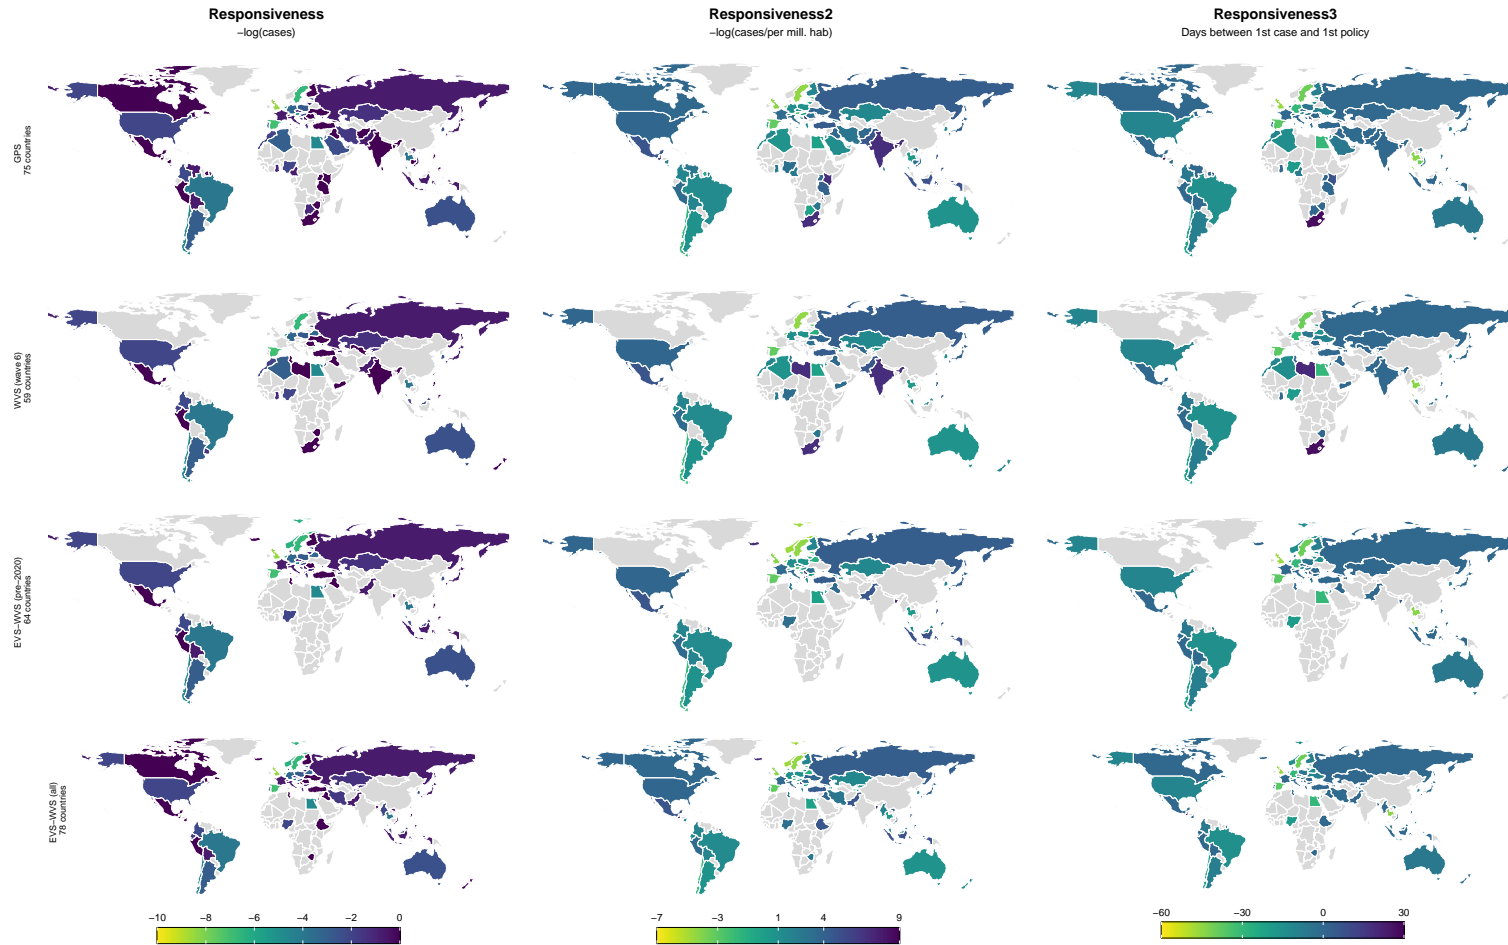 Responsiveness
−log(cases)
Responsiveness2
−log(cases/per mill. hab)
Responsiveness3
Days between 1st case and 1st policy
GPS
75 countries
WVS (wave 6)
59 countries
EVS−WVS (pre−2020)
64 countries
EVS−WVS (all)
78 countries
−10 −8 −6 −4 −2 0
−7 −3 1 4 9
−60 −30 0 30